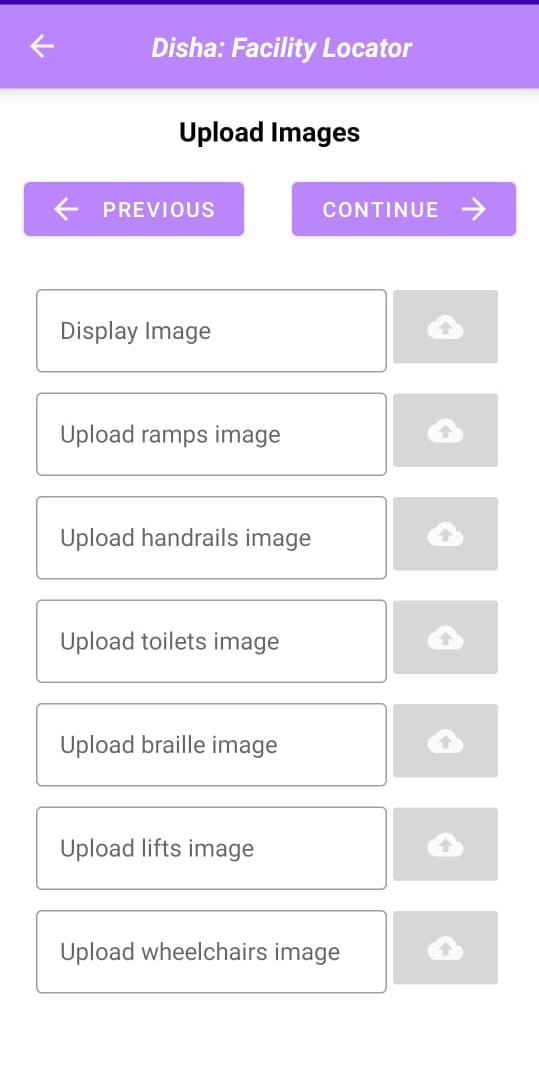 Disha: Facility Locator
Upload Images
PREVIOUS
CONTINUE
Display Image
Upload ramps image
Upload handrails image
Upload toilets image
Upload braille image
Upload lifts image
Upload wheelchairs image